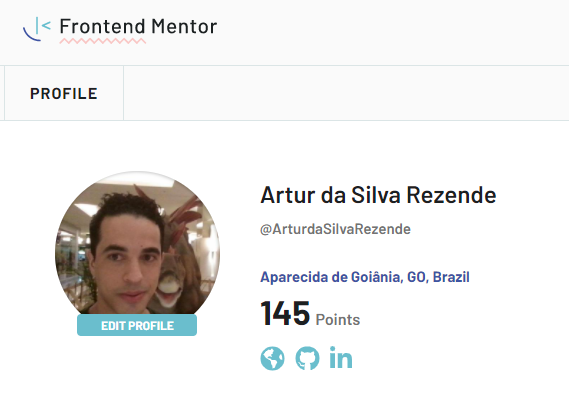 Frontend Mentor
PROFILE
Artur da Silva Rezende
@ArturdaSilvaRezende
Aparecida de Goiânia, GO, Brazil
145 Points
EDIT PROFILE
in